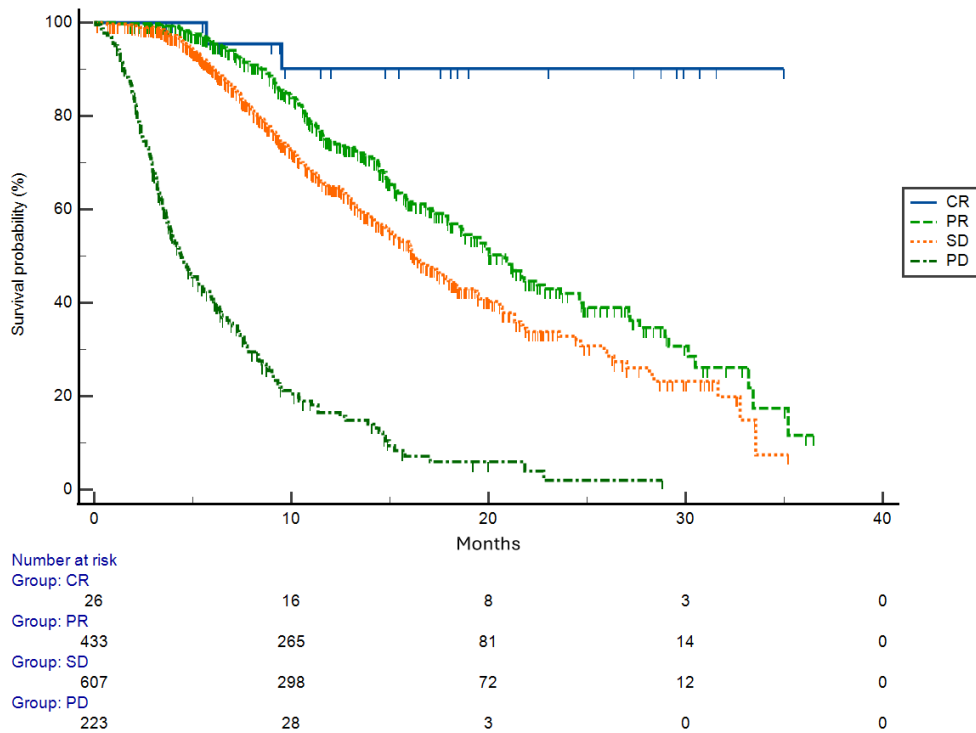 100
80
60
40
20
0
Survival probability (%)
0 10 20 30 40
Months
CR
PR
SD
PD
Number at risk
Group: CR
26 16 8 3 0
Group: PR
433 265 81 14 0
Group: SD
607 298 72 12 0
Group: PD
223 28 3 0 0